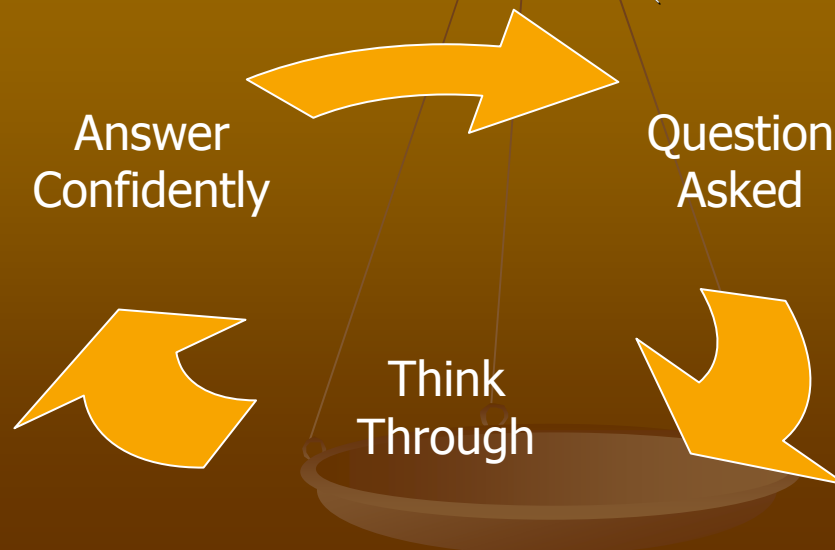 Answer
Confidently
Question
Asked
Think
Through